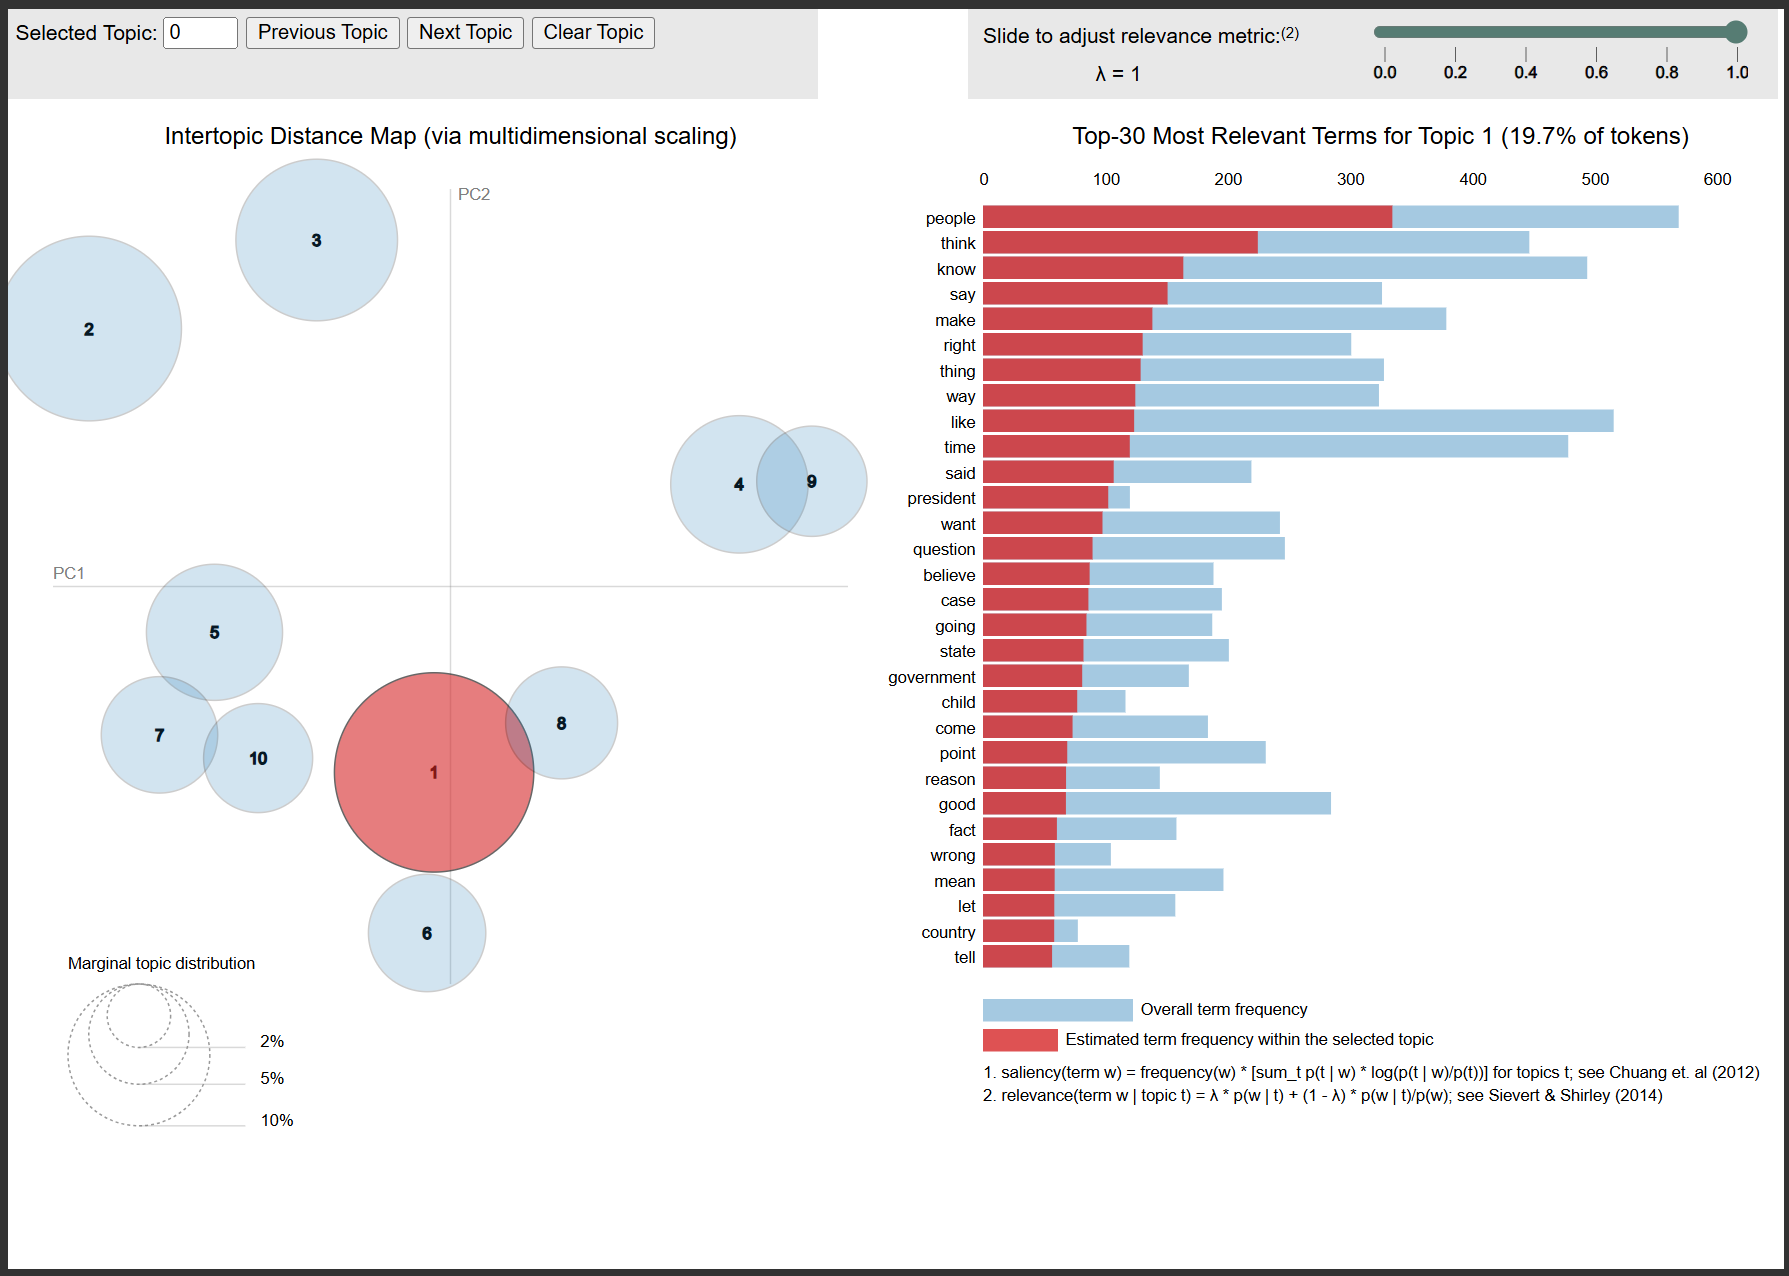 Selected Topic: 0 Previous Topic Next Topic Clear Topic
Slide to adjust relevance metric:(2)
λ = 1
0.0 0.2 0.4 0.6 0.8 1.0
Intertopic Distance Map (via multidimensional scaling)
PC2
PC1
3
2
4
9
5
7
10
1
8
6
Marginal topic distribution
2%
5%
10%
Top-30 Most Relevant Terms for Topic 1 (19.7% of tokens)
0 100 200 300 400 500 600
people
think
know
say
make
right
thing
way
like
time
said
president
want
question
believe
case
going
state
government
child
come
point
reason
good
fact
wrong
mean
let
country
tell
Overall term frequency
Estimated term frequency within the selected topic
1. saliency(term w) = frequency(w) * [sum_t p(t | w) * log(p(t | w)/p(t))] for topics t; see Chuang et. al (2012)
2. relevance(term w | topic t) = λ * p(w | t) + (1 - λ) * p(w | t)/p(w); see Sievert & Shirley (2014)